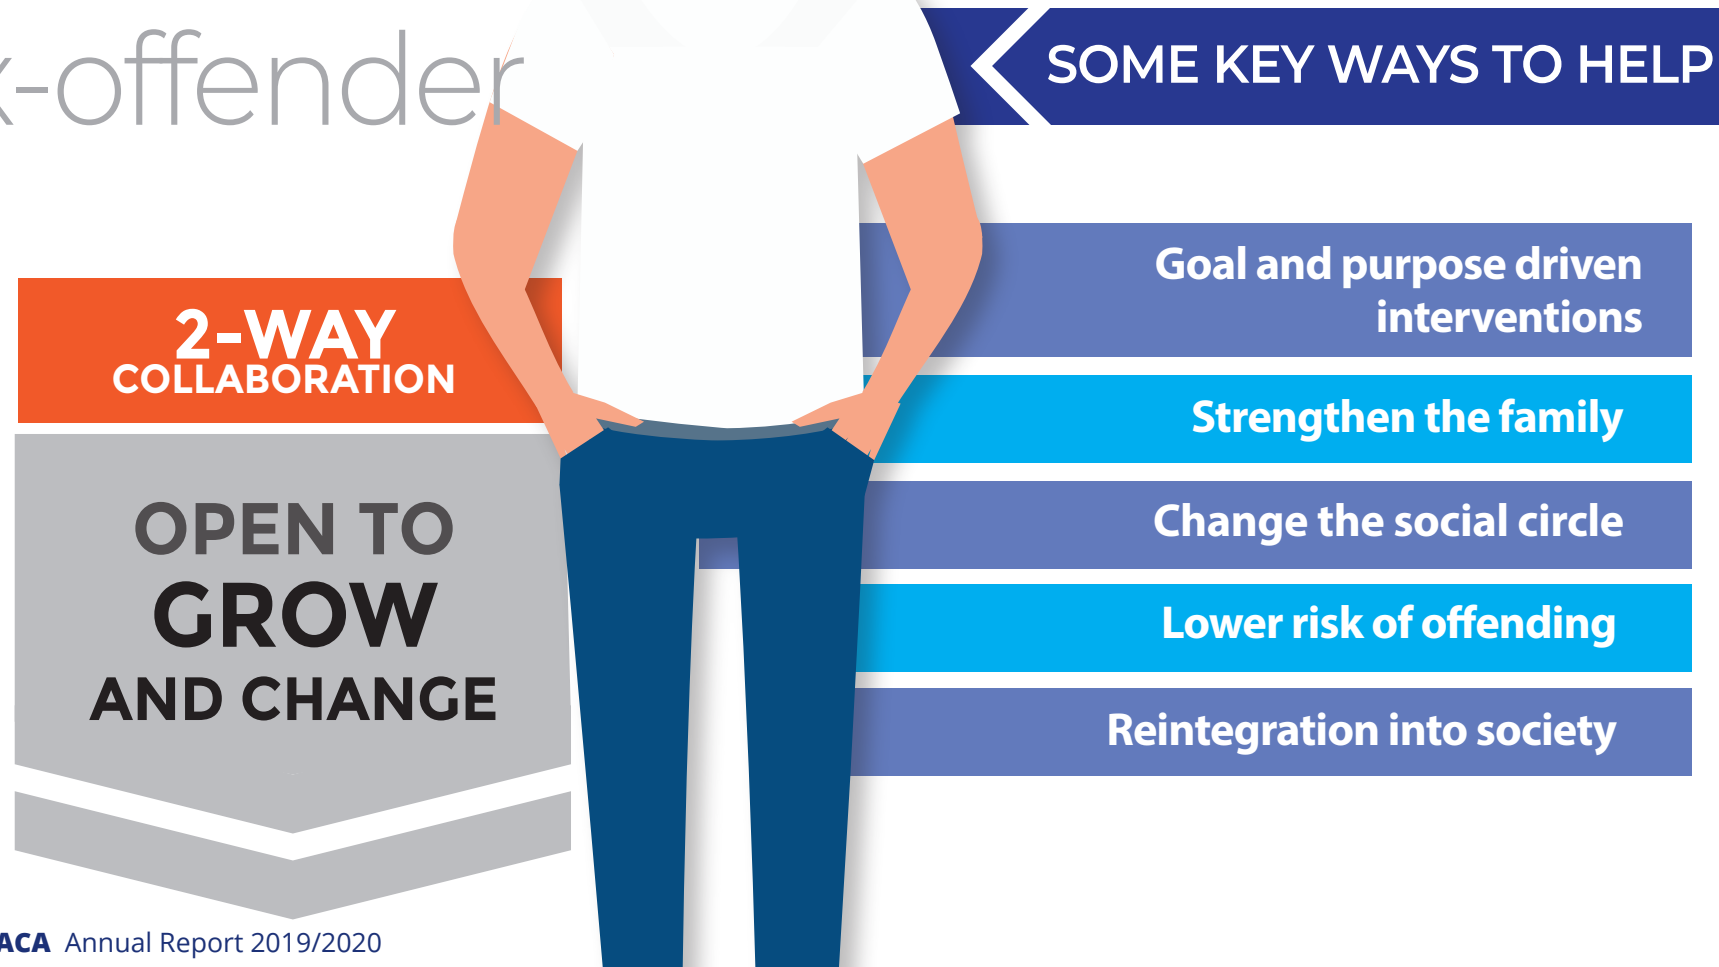 x-offender
SOME KEY WAYS TO HELP
2-WAY
COLLABORATION
OPEN TO
GROW
AND CHANGE
Goal and purpose driven
interventions
Strengthen the family
Change the social circle
Lower risk of offending
Reintegration into society
ACA Annual Report 2019/2020